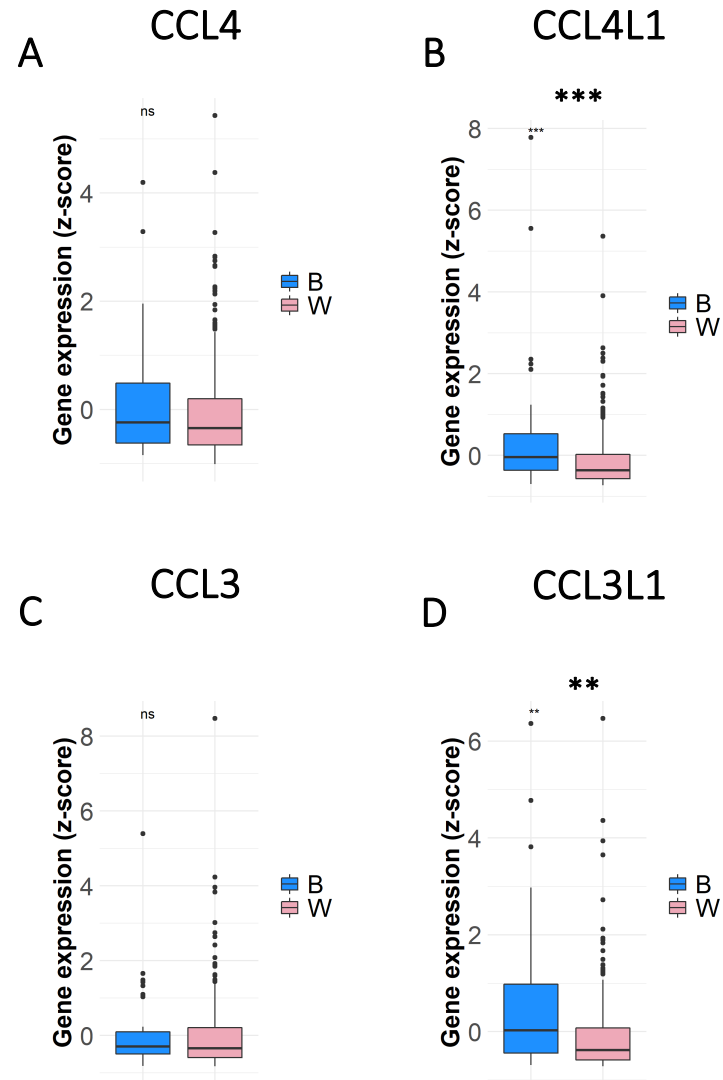 CCL4
A
ns
Gene expression (z-score)
4
2
0
B
W
CCL4L1
B
***
***
Gene expression (z-score)
8
6
4
2
0
B
W
CCL3
C
ns
Gene expression (z-score)
8
6
4
2
0
B
W
CCL3L1
D
**
**
Gene expression (z-score)
6
4
2
0
B
W